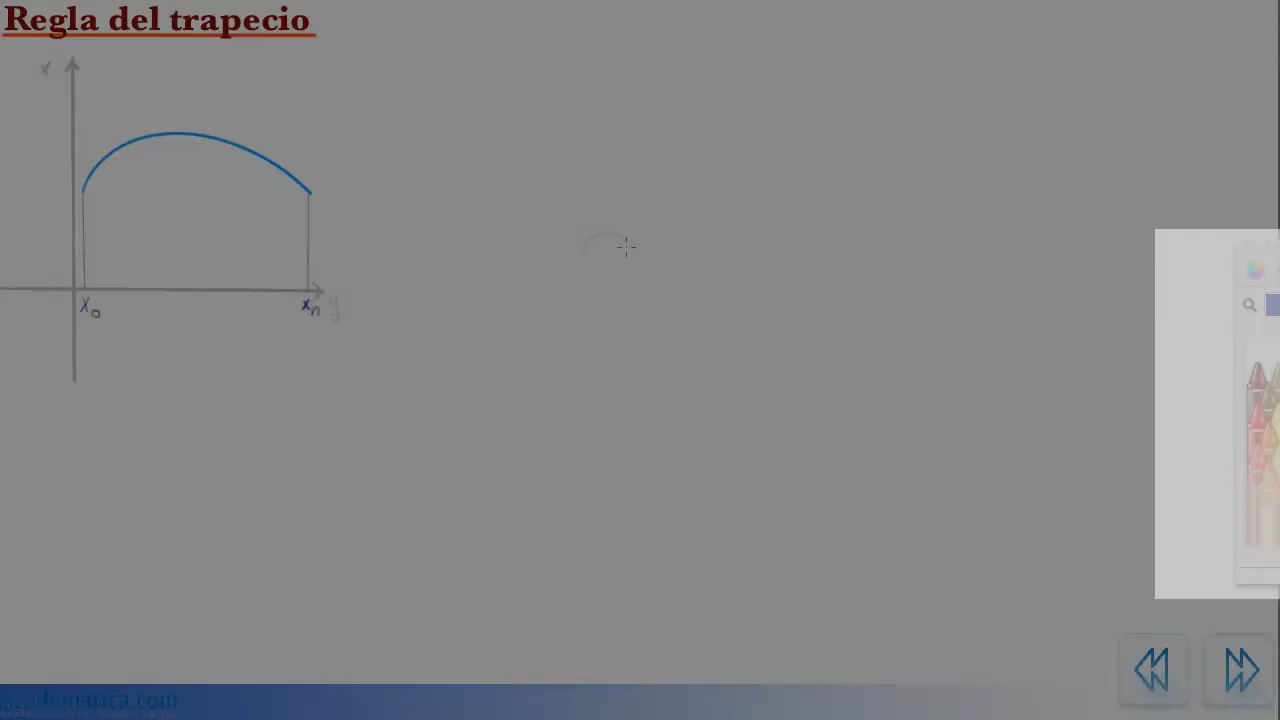 Regla del trapecio
x
x₀
xₙ y